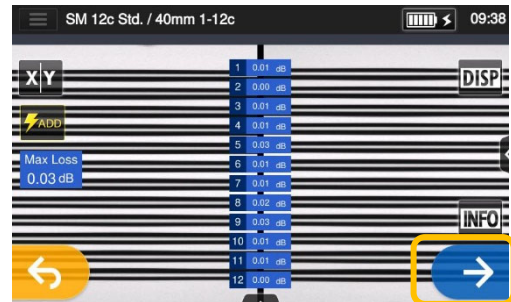 SM 12c Std. / 40mm 1-12c
09:38
X Y
DISP
ADD
Max Loss
0.03 dB
1 0.01 dB
2 0.00 dB
3 0.01 dB
4 0.01 dB
5 0.03 dB
6 0.01 dB
7 0.01 dB
8 0.02 dB
9 0.03 dB
10 0.01 dB
11 0.01 dB
12 0.00 dB
INFO